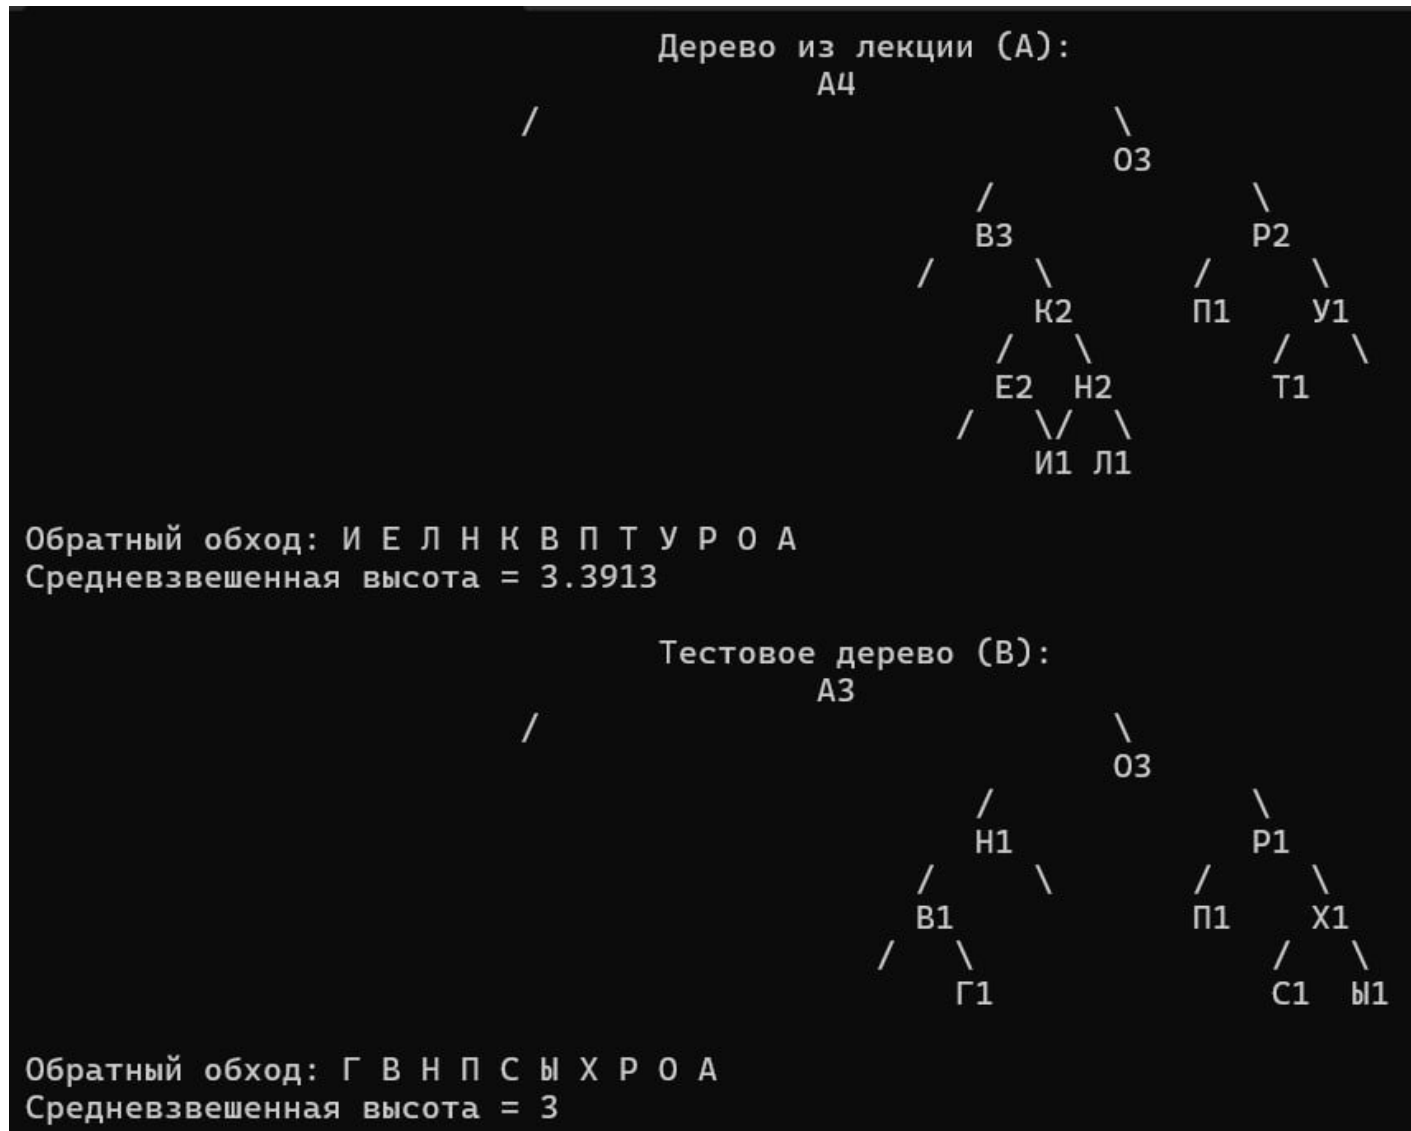 Дерево из лекции (А):
А4
/ \
О3
/ \
В3 Р2
/ \ / \
К2 П1 У1
/ \ / \
Е2 Н2 Т1
/ \/ \
И1 Л1
Обратный обход: И Е Л Н К В П Т У Р О А
Средневзвешенная высота = 3.3913
Тестовое дерево (В):
А3
/ \
О3
/ \
Н1 Р1
/ \ / \
В1 П1 Х1
/ \ / \
Г1 С1 Ы1
Обратный обход: Г В Н П С Ы Х Р О А
Средневзвешенная высота = 3